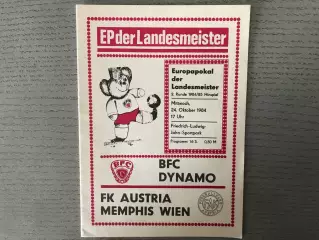 EP der Landesmeister
Europapokal der
Landesmeister
2. Runde 1984/85 Hinspiel
Mittwoch,
24. Oktober 1984
17 Uhr
Friedrich-Ludwig-
Jahn-Sportpark
0,50 M
BFC
BFC
DYNAMO
FK AUSTRIA
MEMPHIS WIEN